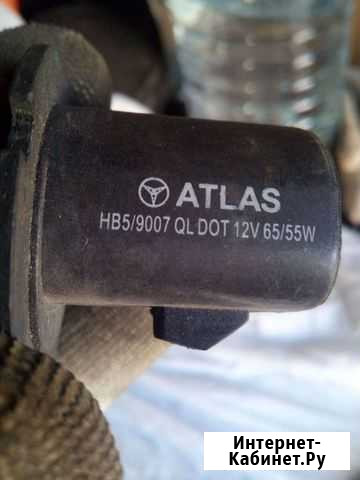 ATLAS
HB5/9007 QL DOT 12V 65/55W
Интернет-
Кабинет.Ру